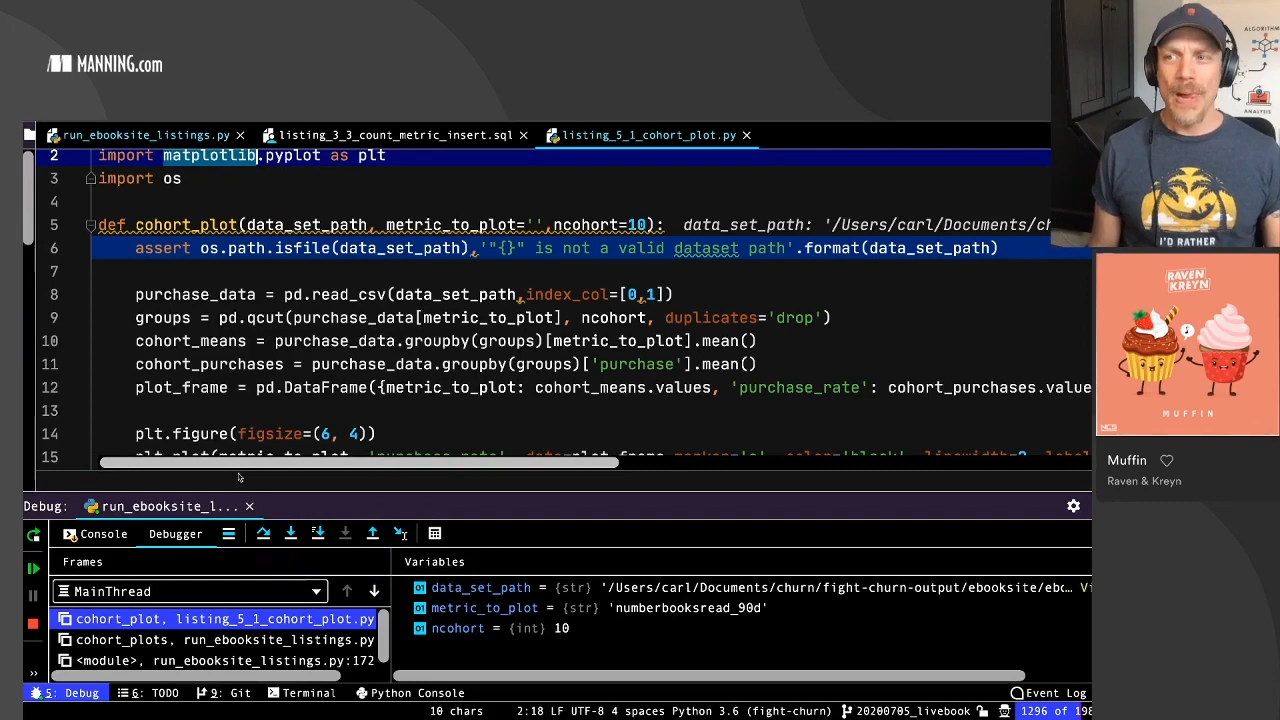 MANNING.com
run_ebooksite_listings.py
listing_3_3_count_metric_insert.sql
listing_5_1_cohort_plot.py
2 import matplotlib.pyplot as plt
3 import os
4
5 def cohort_plot(data_set_path, metric_to_plot='',ncohort=10): data_set_path: '/Users/carl/Documents/ch
6 assert os.path.isfile(data_set_path),'"{}" is not a valid dataset path'.format(data_set_path)
7
8 purchase_data = pd.read_csv(data_set_path,index_col=[0,1])
9 groups = pd.qcut(purchase_data[metric_to_plot], ncohort, duplicates='drop')
10 cohort_means = purchase_data.groupby(groups)[metric_to_plot].mean()
11 cohort_purchases = purchase_data.groupby(groups)['purchase'].mean()
12 plot_frame = pd.DataFrame({metric_to_plot: cohort_means.values, 'purchase_rate': cohort_purchases.value
13
14 plt.figure(figsize=(6, 4))
15
Debug: run_ebooksite_l...
Console Debugger
Frames
Variables
MainThread
cohort_plot, listing_5_1_cohort_plot.py
cohort_plots, run_ebooksite_listings.py
<module>, run_ebooksite_listings.py:172
data_set_path = {str} '/Users/carl/Documents/churn/fight-churn-output/ebooksite/ebc... Vi
metric_to_plot = {str} 'numberbooksread_90d'
ncohort = {int} 10
5: Debug 6: TODO 9: Git Terminal Python Console Event Log
10 chars 2:18 LF UTF-8 4 spaces Python 3.6 (fight-churn) 20200705_livebook 1296 of 198
ALGORITHM
ANALYSIS
I'D RATHER
RAVEN
KREYN
MUFFIN
NCS
Muffin
Raven & Kreyn